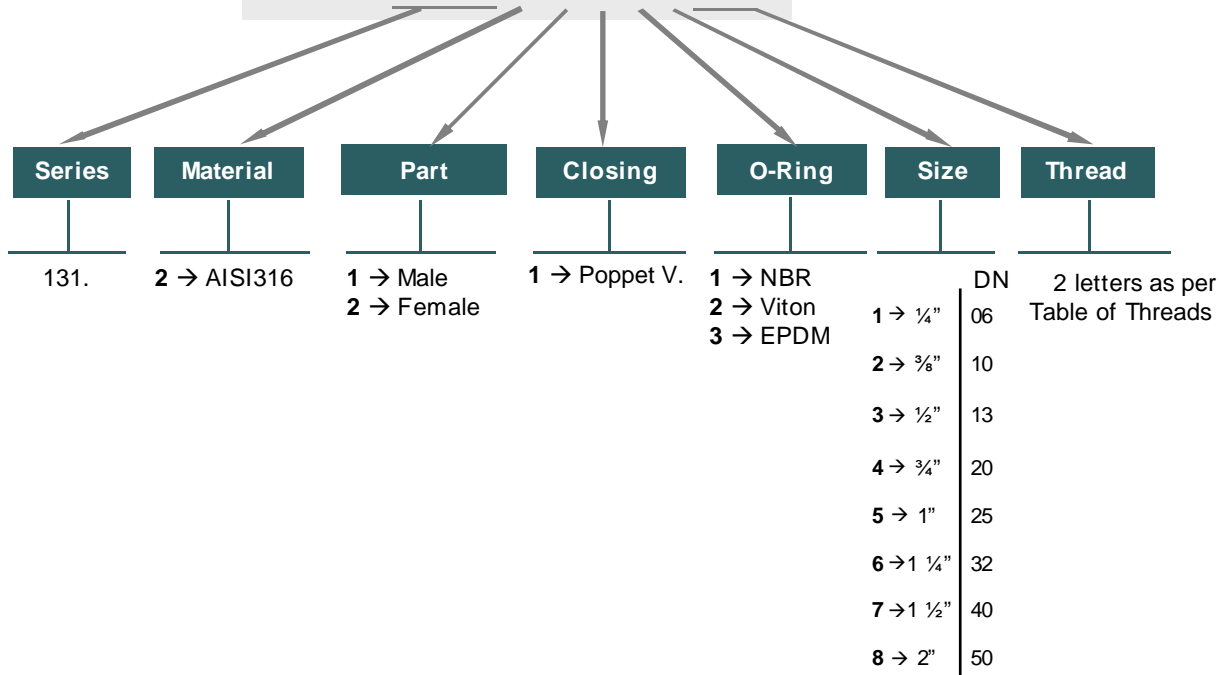 Series Material Part Closing O-Ring Size Thread
131. 2 → AISI316 1 → Male 1 → Poppet V. 1 → NBR DN 2 letters as per
2 → Female 2 → Viton 1 → ¼” 06 Table of Threads
3 → EPDM
2 → ⅜” 10
3 → ½” 13
4 → ¾” 20
5 → 1” 25
6 →1 ¼” 32
7 →1 ½” 40
8 → 2” 50